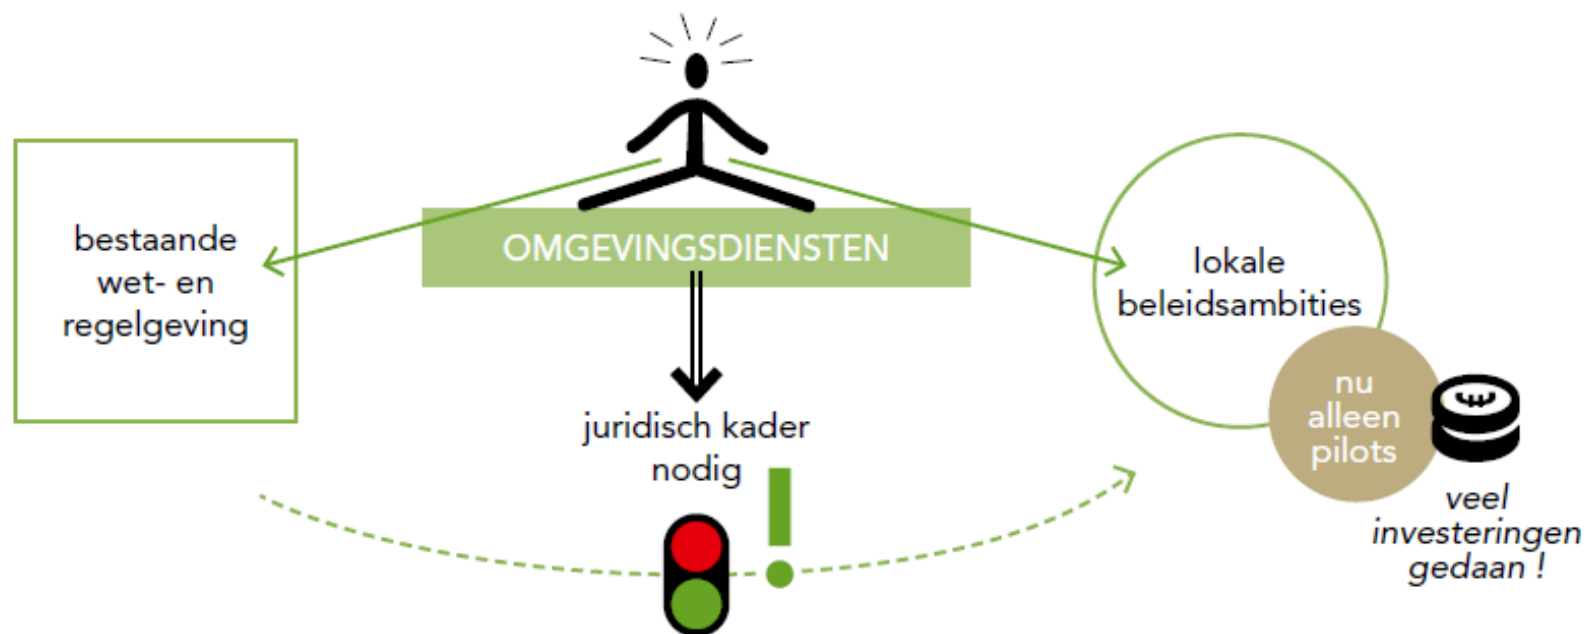 bestaande
wet- en
regelgeving
OMGEVINGSDIENSTEN
juridisch kader
nodig
lokale
beleidsambities
nu
alleen
pilots
veel
investeringen
gedaan !